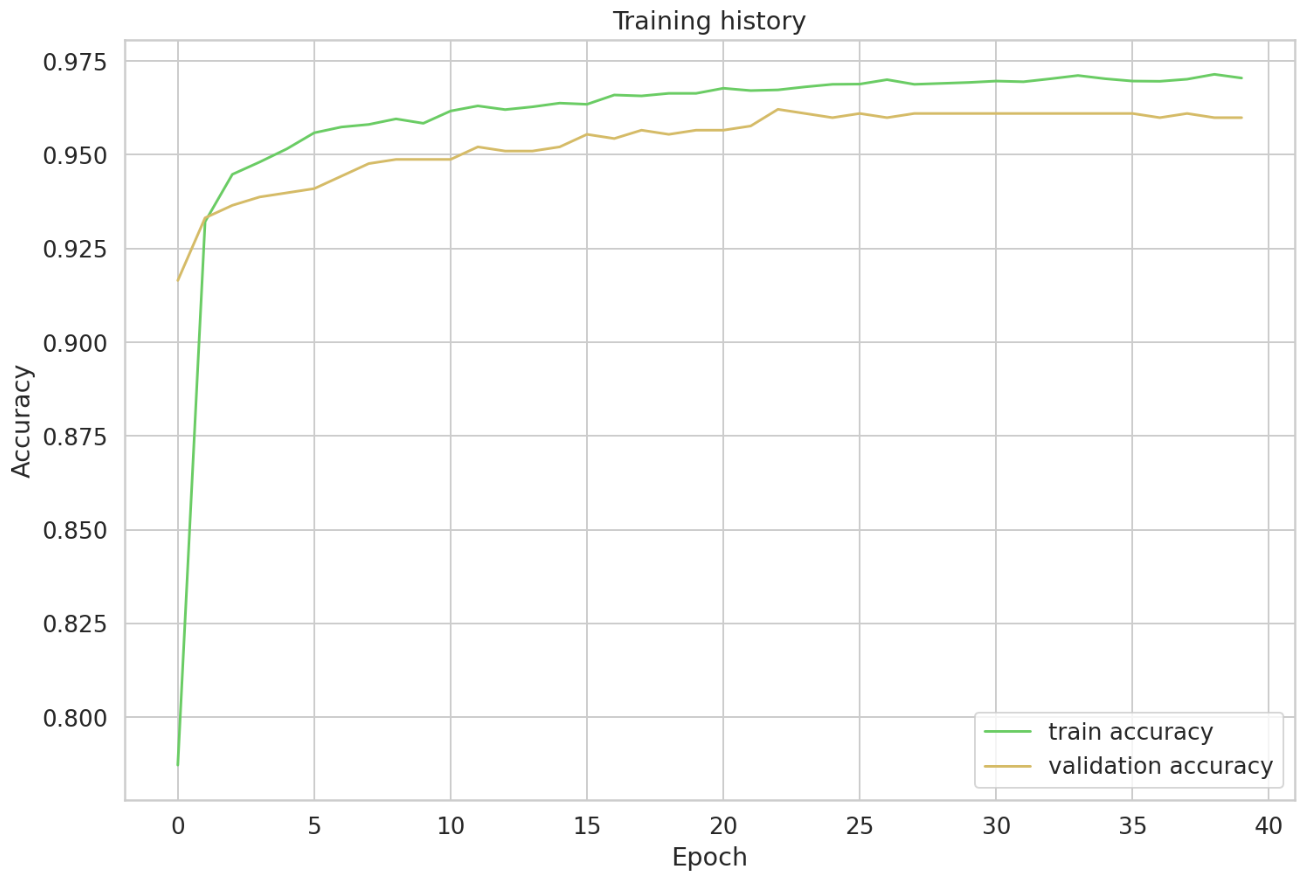 Training history
0.975
0.950
0.925
0.900
0.875
0.850
0.825
0.800
Accuracy
train accuracy
validation accuracy
0 5 10 15 20 25 30 35 40
Epoch